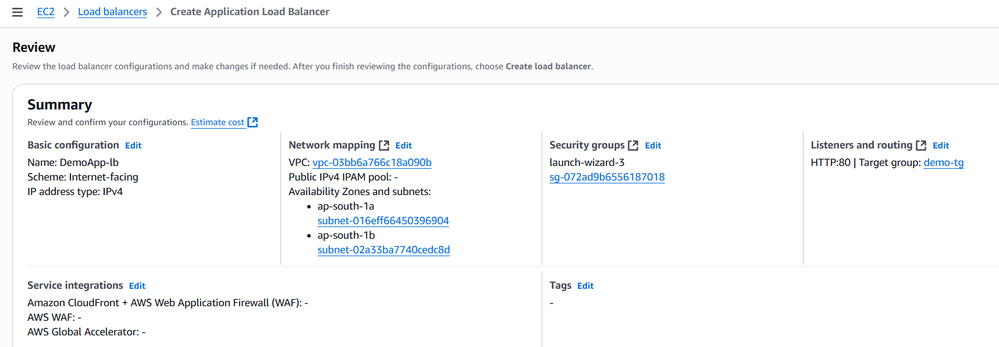 EC2 > Load balancers > Create Application Load Balancer
Review
Review the load balancer configurations and make changes if needed. After you finish reviewing the configurations, choose Create load balancer.
Summary
Review and confirm your configurations. Estimate cost
Basic configuration Edit
Name: DemoApp-lb
Scheme: Internet-facing
IP address type: IPv4
Network mapping Edit
VPC: vpc-03bb6a766c18a090b
Public IPv4 IPAM pool: -
Availability Zones and subnets:
• ap-south-1a
subnet-016eff66450396904
• ap-south-1b
subnet-02a33ba7740cedc8d
Security groups Edit
launch-wizard-3
sg-072ad9b6556187018
Listeners and routing Edit
HTTP:80 | Target group: demo-tg
Service integrations Edit
Amazon CloudFront + AWS Web Application Firewall (WAF): -
AWS WAF: -
AWS Global Accelerator: -
Tags Edit
-